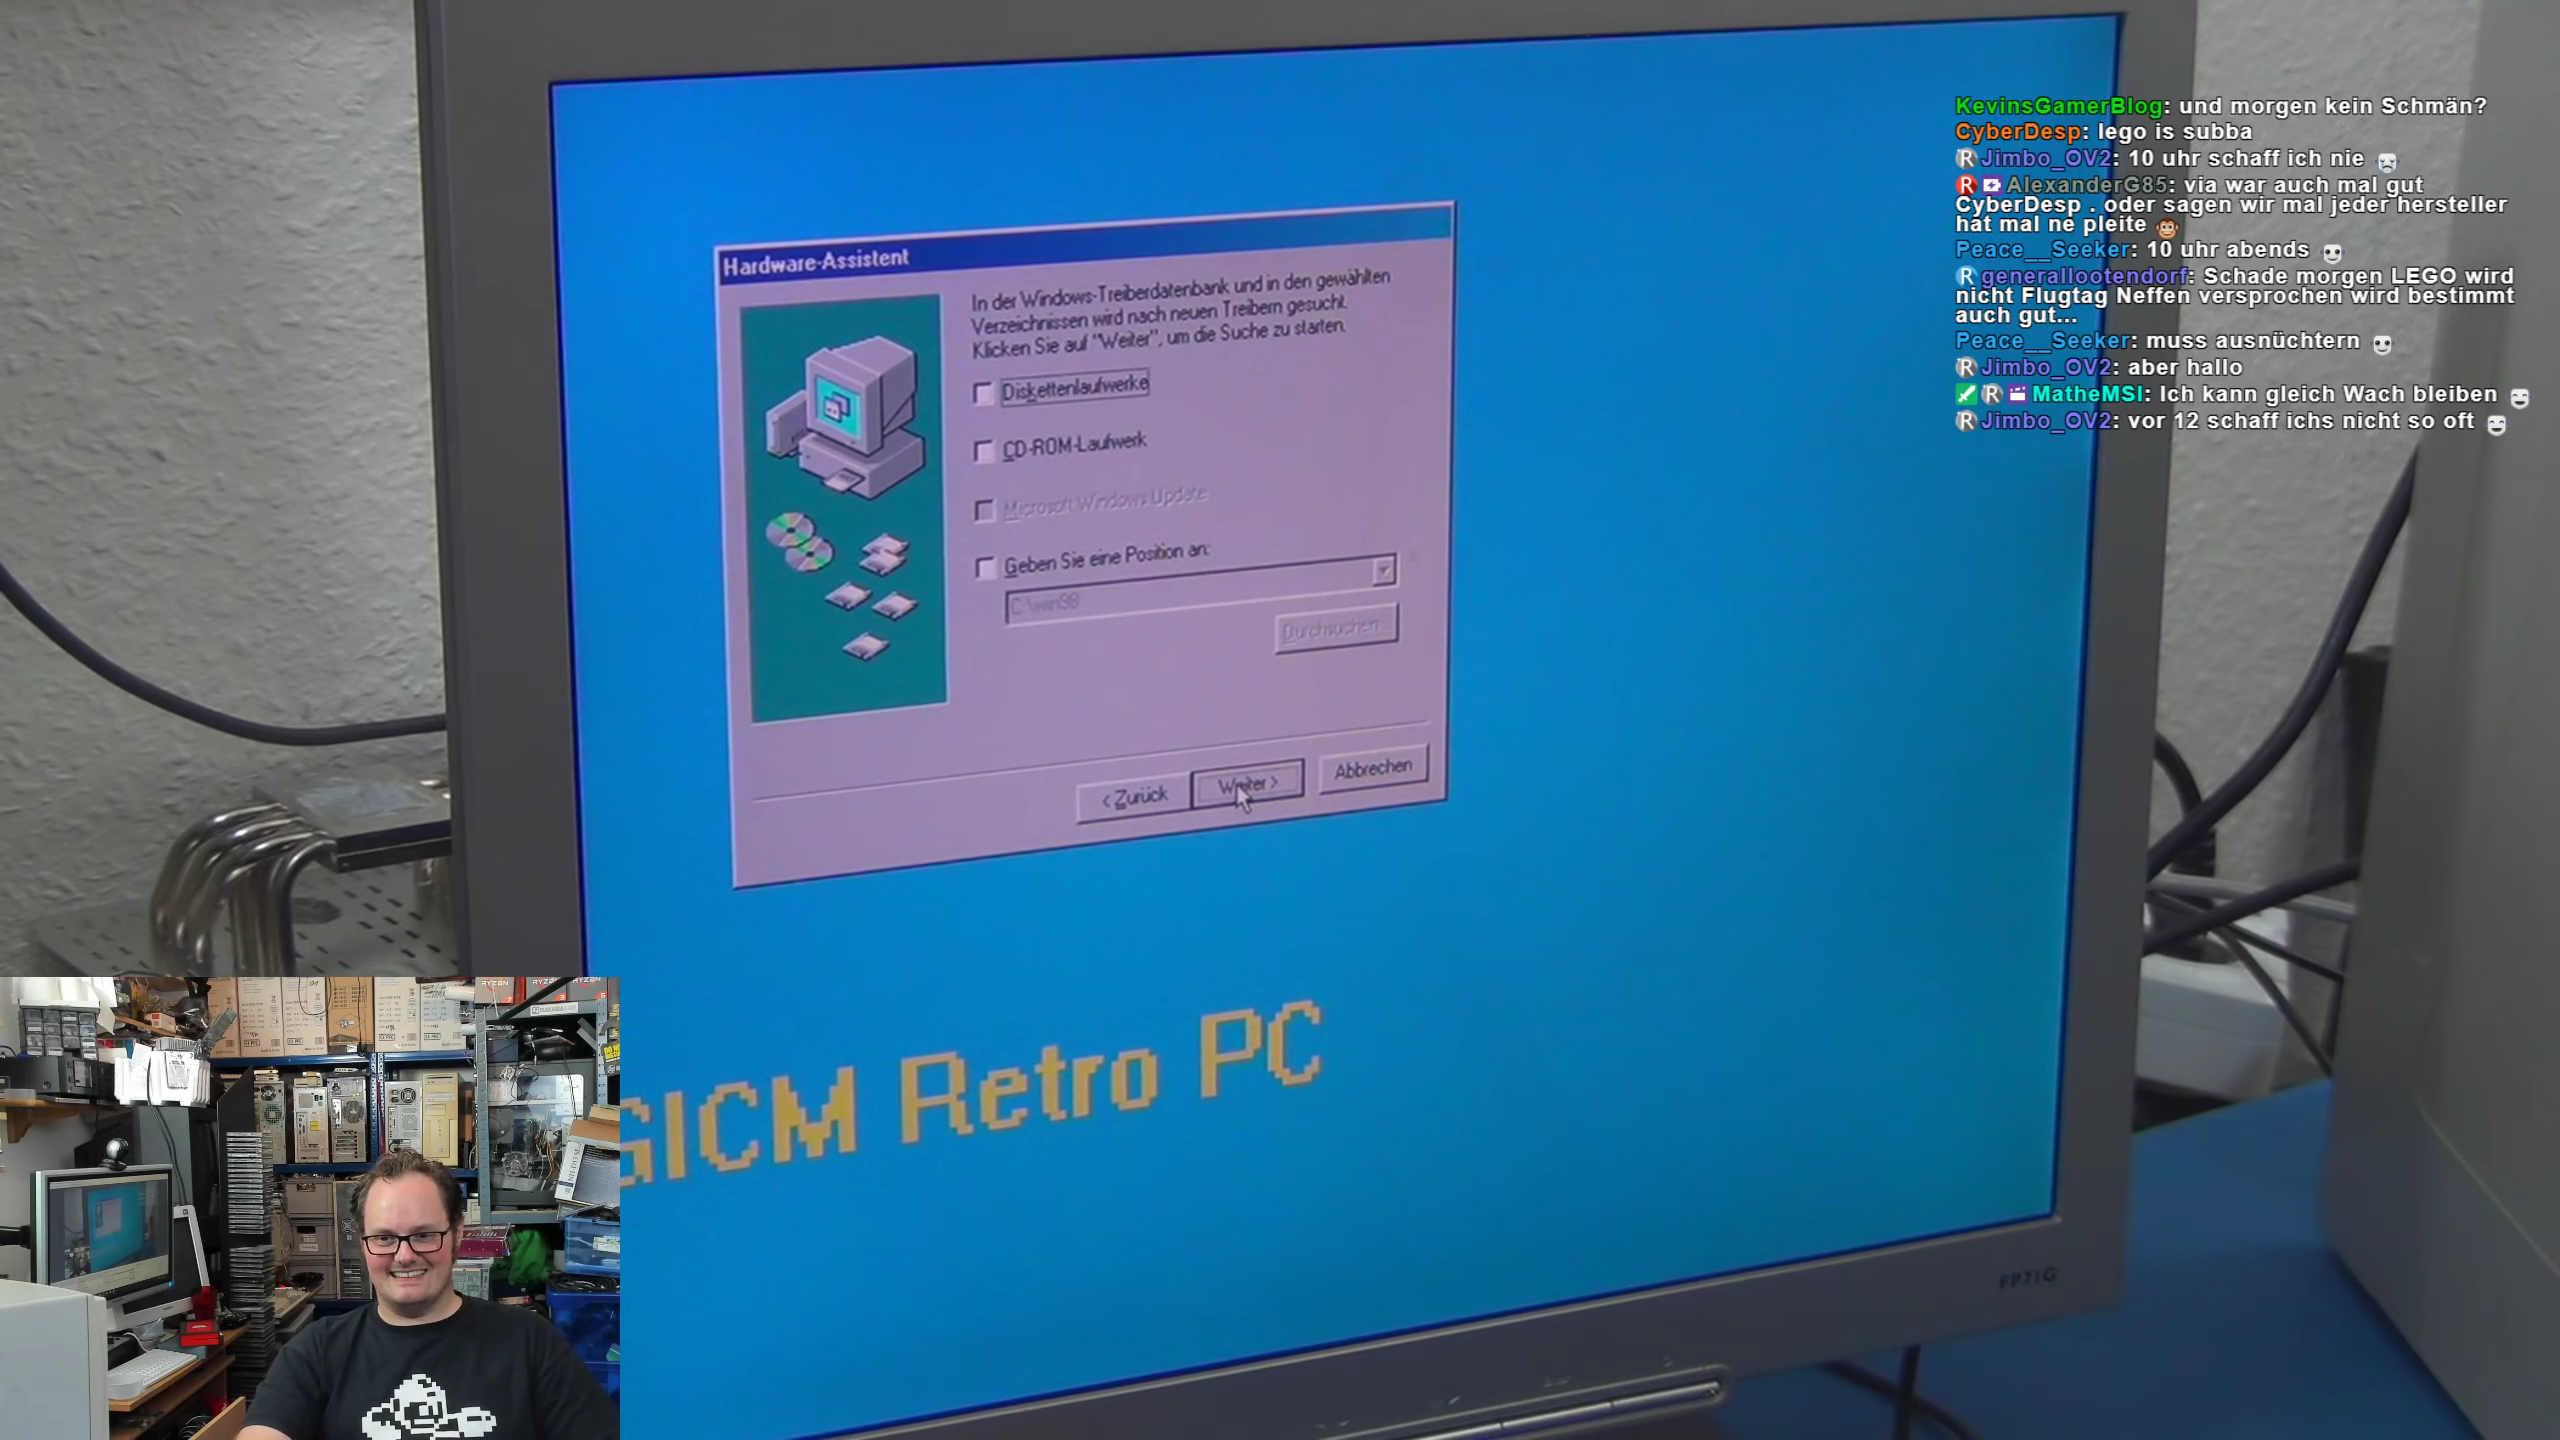 Hardware-Assistent
In der Windows-Treiberdatenbank und in den gewählten
Verzeichnissen wird nach neuen Treibern gesucht.
Klicken Sie auf "Weiter", um die Suche zu starten.
Diskettenlaufwerke
CD-ROM-Laufwerk
Microsoft Windows Update
Geben Sie eine Position an:
C:\win98
Durchsuchen...
< Zurück
Weiter >
Abbrechen
GICM Retro PC
FP71G
KevinsGamerBlog: und morgen kein Schmän?
CyberDesp: lego is subba
Jimbo_OV2: 10 uhr schaff ich nie
AlexanderG85: via war auch mal gut
CyberDesp . oder sagen wir mal jeder hersteller
hat mal ne pleite
Peace__Seeker: 10 uhr abends
generallootendorf: Schade morgen LEGO wird
nicht Flugtag Neffen versprochen wird bestimmt
auch gut...
Peace__Seeker: muss ausnüchtern
Jimbo_OV2: aber hallo
MatheMSI: Ich kann gleich Wach bleiben
Jimbo_OV2: vor 12 schaff ichs nicht so oft
RYZEN
RYZEN
RYZEN